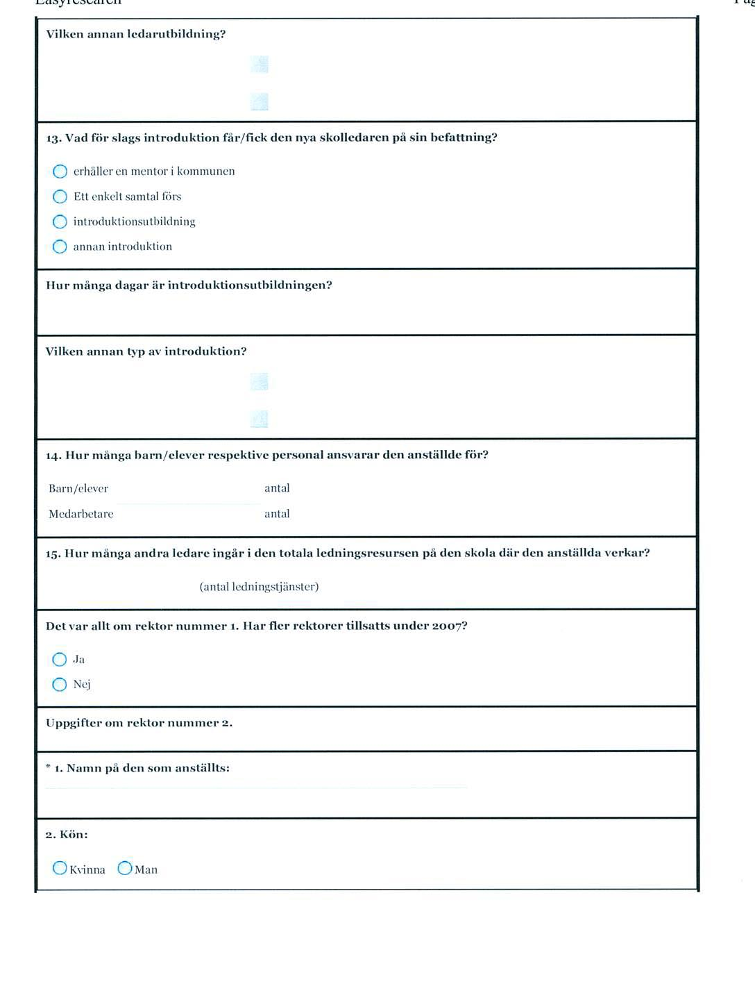 Easyresearch
Vilken annan ledarutbildning?
13. Vad för slags introduktion får/fick den nya skolledaren på sin befattning?
erhåller en mentor i kommunen
Ett enkelt samtal förs
introduktionsutbildning
annan introduktion
Hur många dagar är introduktionsutbildningen?
Vilken annan typ av introduktion?
14. Hur många barn/elever respektive personal ansvarar den anställde för?
Barn/elever antal
Medarbetare antal
15. Hur många andra ledare ingår i den totala ledningsresursen på den skola där den anställda verkar?
(antal ledningstjänster)
Det var allt om rektor nummer 1. Har fler rektorer tillsatts under 2007?
Ja
Nej
Uppgifter om rektor nummer 2.
* 1. Namn på den som anställts:
2. Kön:
Kvinna Man